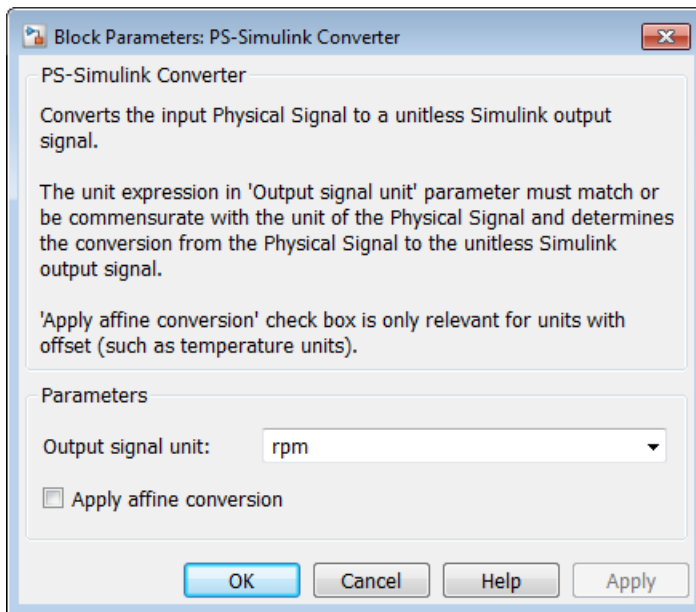 Block Parameters: PS-Simulink Converter
PS-Simulink Converter
Converts the input Physical Signal to a unitless Simulink output
signal.
The unit expression in 'Output signal unit' parameter must match or
be commensurate with the unit of the Physical Signal and determines
the conversion from the Physical Signal to the unitless Simulink
output signal.
'Apply affine conversion' check box is only relevant for units with
offset (such as temperature units).
Parameters
Output signal unit: rpm
Apply affine conversion
OK Cancel Help Apply